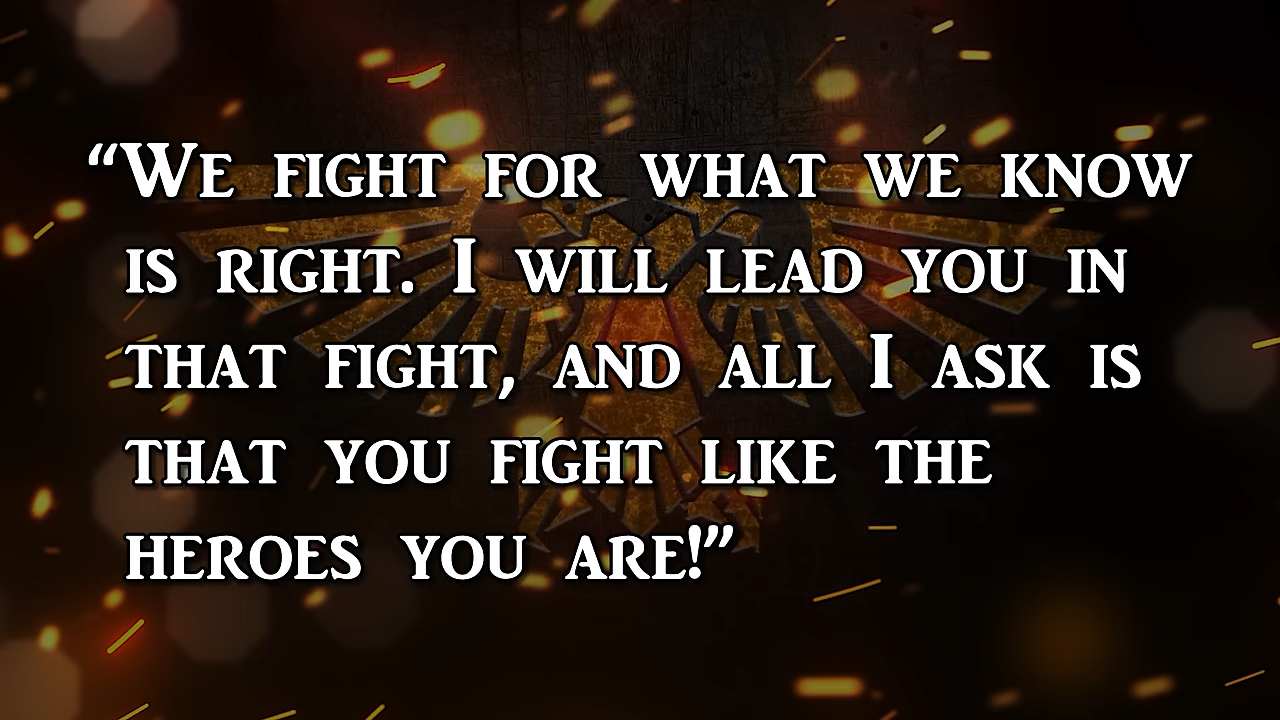 “We fight for what we know
is right. I will lead you in
that fight, and all I ask is
that you fight like the
heroes you are!”